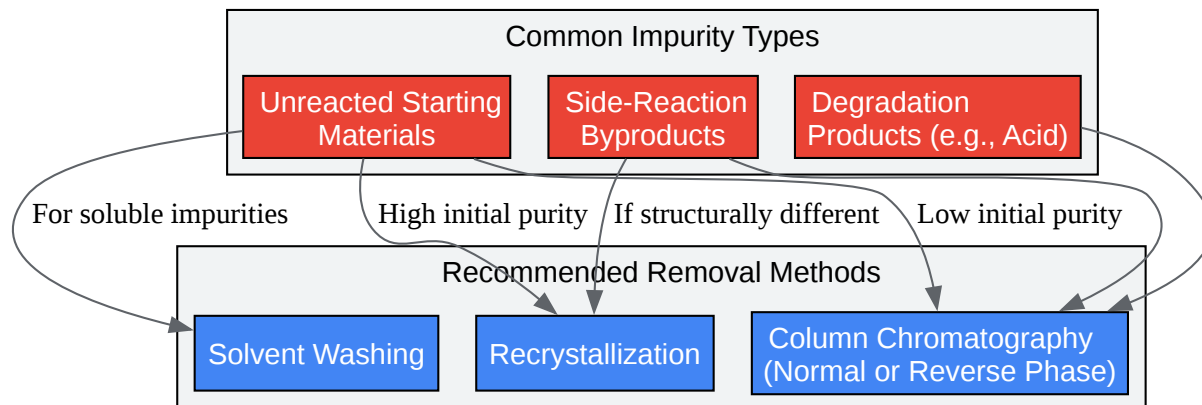 Common Impurity Types
Unreacted Starting
Materials
Side-Reaction
Byproducts
Degradation
Products (e.g., Acid)
For soluble impurities
High initial purity
If structurally different
Low initial purity
Recommended Removal Methods
Solvent Washing
Recrystallization
Column Chromatography
(Normal or Reverse Phase)